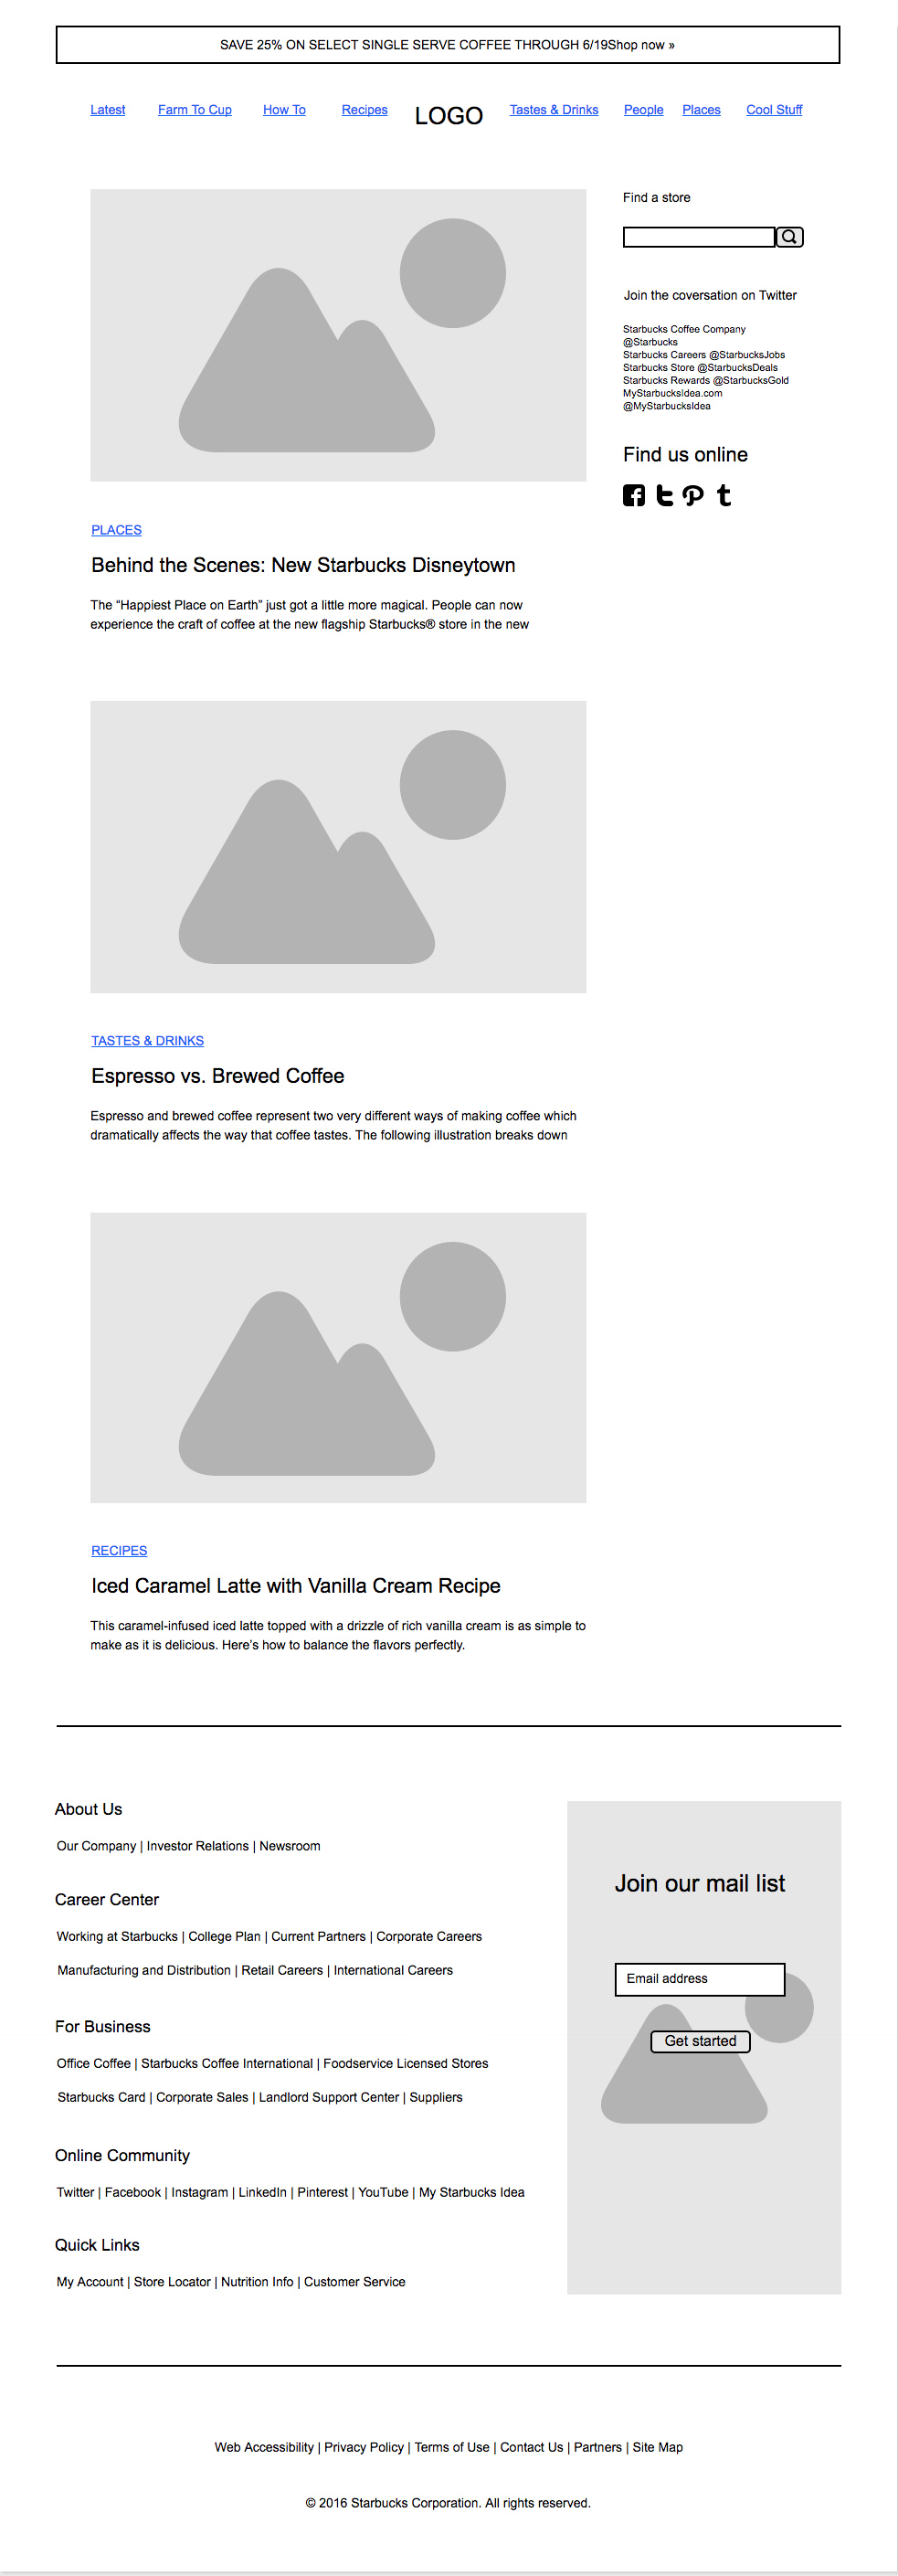 SAVE 25% ON SELECT SINGLE SERVE COFFEE THROUGH 6/19Shop now »
Latest Farm To Cup How To Recipes LOGO Tastes & Drinks People Places Cool Stuff
Find a store
Join the coversation on Twitter
Starbucks Coffee Company
@Starbucks
Starbucks Careers @StarbucksJobs
Starbucks Store @StarbucksDeals
Starbucks Rewards @StarbucksGold
MyStarbucksIdea.com
@MyStarbucksIdea
Find us online
PLACES
Behind the Scenes: New Starbucks Disneytown
The “Happiest Place on Earth” just got a little more magical. People can now
experience the craft of coffee at the new flagship Starbucks® store in the new
TASTES & DRINKS
Espresso vs. Brewed Coffee
Espresso and brewed coffee represent two very different ways of making coffee which
dramatically affects the way that coffee tastes. The following illustration breaks down
RECIPES
Iced Caramel Latte with Vanilla Cream Recipe
This caramel-infused iced latte topped with a drizzle of rich vanilla cream is as simple to
make as it is delicious. Here’s how to balance the flavors perfectly.
About Us
Our Company | Investor Relations | Newsroom
Career Center
Working at Starbucks | College Plan | Current Partners | Corporate Careers
Manufacturing and Distribution | Retail Careers | International Careers
For Business
Office Coffee | Starbucks Coffee International | Foodservice Licensed Stores
Starbucks Card | Corporate Sales | Landlord Support Center | Suppliers
Online Community
Twitter | Facebook | Instagram | LinkedIn | Pinterest | YouTube | My Starbucks Idea
Quick Links
My Account | Store Locator | Nutrition Info | Customer Service
Join our mail list
Email address
Get started
Web Accessibility | Privacy Policy | Terms of Use | Contact Us | Partners | Site Map
© 2016 Starbucks Corporation. All rights reserved.